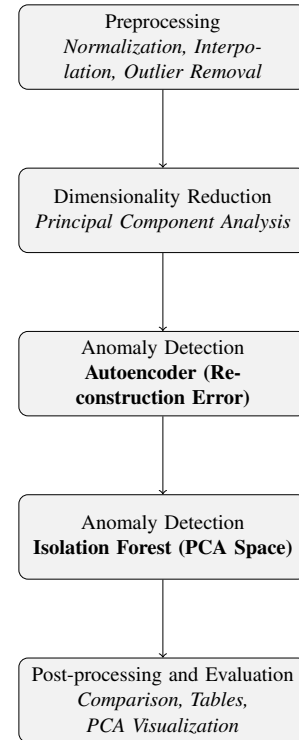 Preprocessing
Normalization, Interpo-
lation, Outlier Removal
Dimensionality Reduction
Principal Component Analysis
Anomaly Detection
Autoencoder (Re-
construction Error)
Anomaly Detection
Isolation Forest (PCA Space)
Post-processing and Evaluation
Comparison, Tables,
PCA Visualization